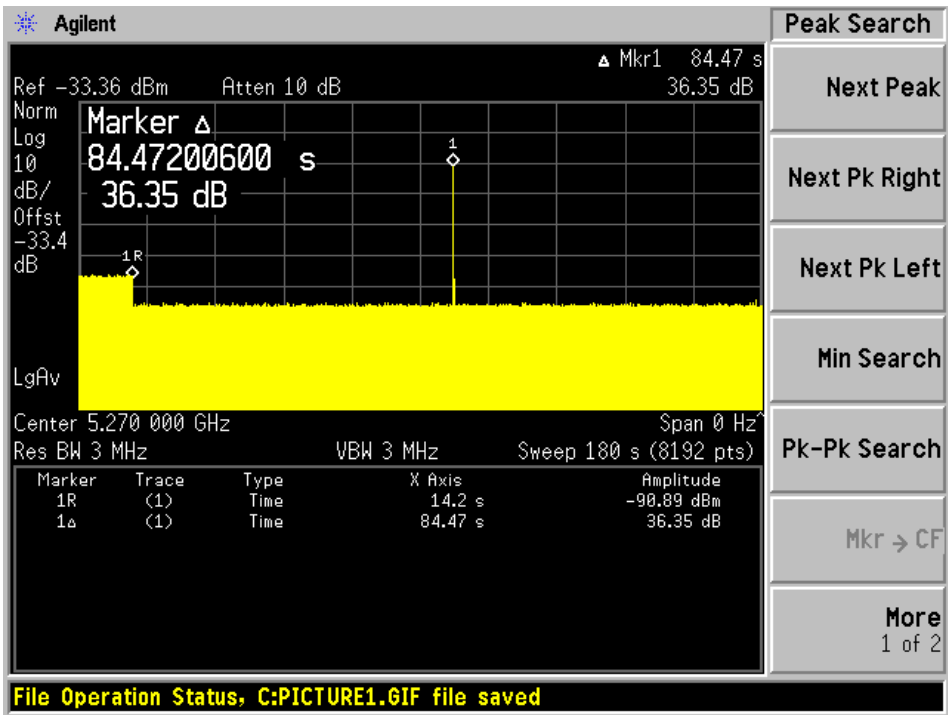 Agilent
Peak Search
Δ Mkr1 84.47 s
Ref -33.36 dBm Atten 10 dB 36.35 dB
Norm
Log
10
dB/
Offst
-33.4
dB
LgAv
Marker Δ
84.47200600 s
36.35 dB
1
1R
Center 5.270 000 GHz Span 0 Hz^
Res BW 3 MHz VBW 3 MHz Sweep 180 s (8192 pts)
Marker Trace Type X Axis Amplitude
1R (1) Time 14.2 s -90.89 dBm
1Δ (1) Time 84.47 s 36.35 dB
Next Peak
Next Pk Right
Next Pk Left
Min Search
Pk-Pk Search
Mkr → CF
More
1 of 2
File Operation Status, C:PICTURE1.GIF file saved